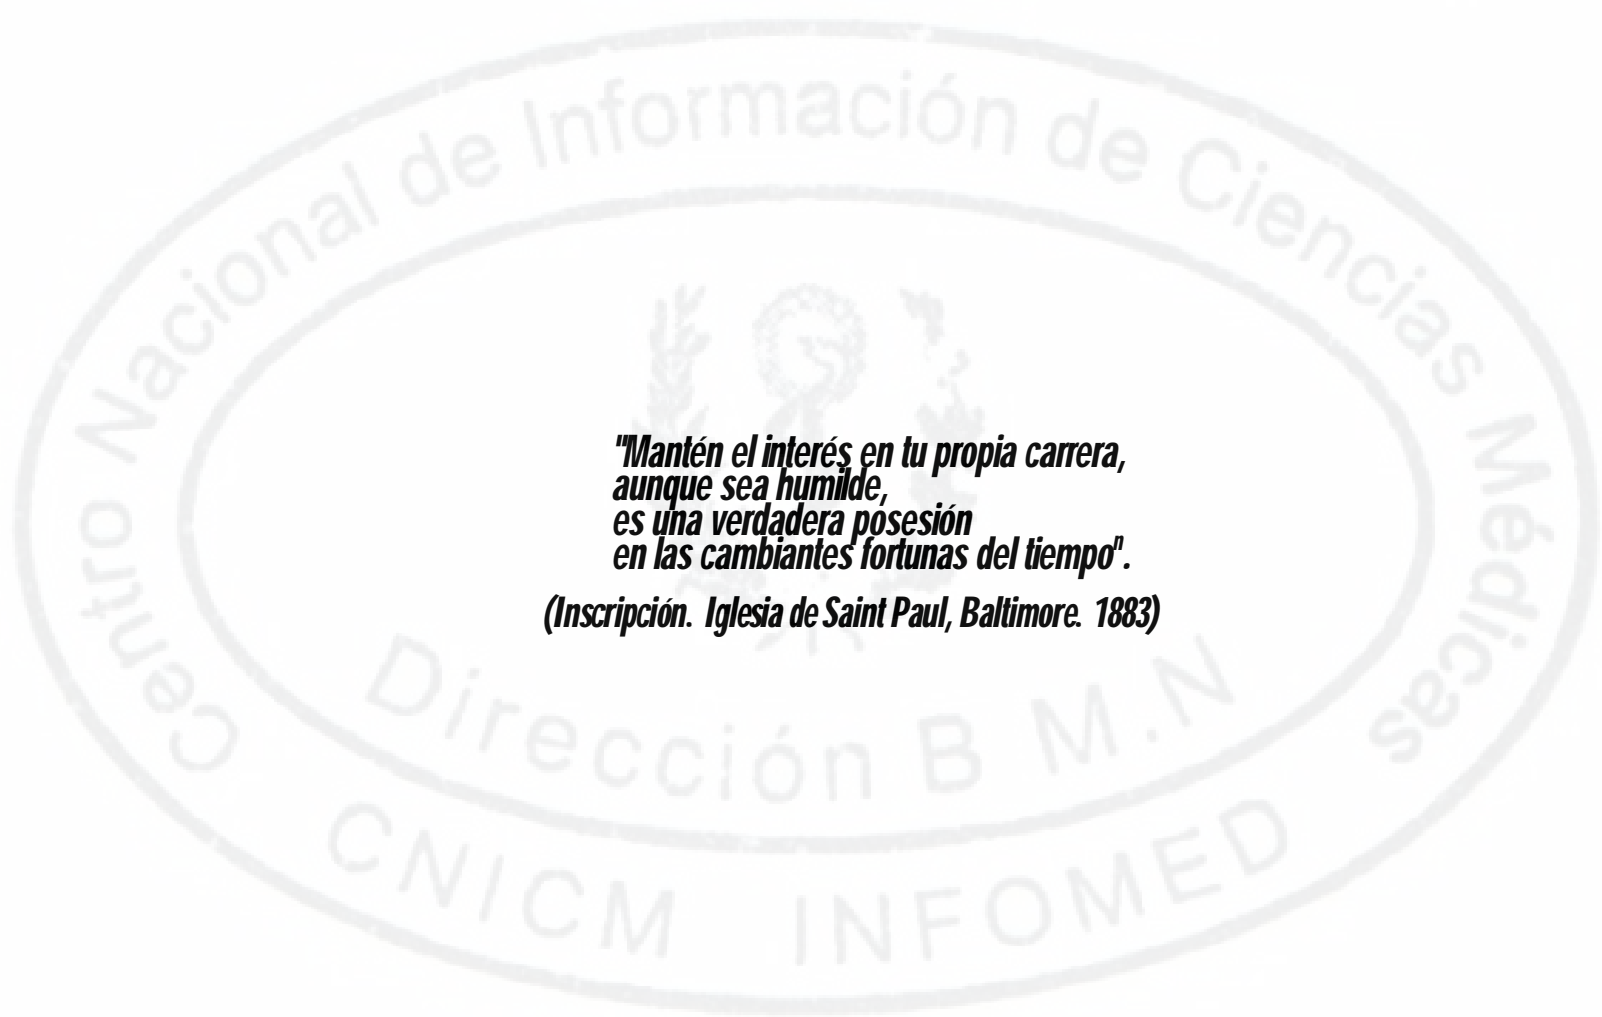 Centro Nacional de Información de Ciencias Médicas
"Mantén el interés en tu propia carrera,
aunque sea humilde,
es una verdadera posesión
en las cambiantes fortunas del tiempo".
(Inscripción. Iglesia de Saint Paul, Baltimore. 1883)
Dirección B M.N
CNICM INFOMED